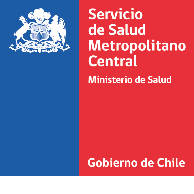 Servicio
de Salud
Metropolitano
Central
Ministerio de Salud
Gobierno de Chile